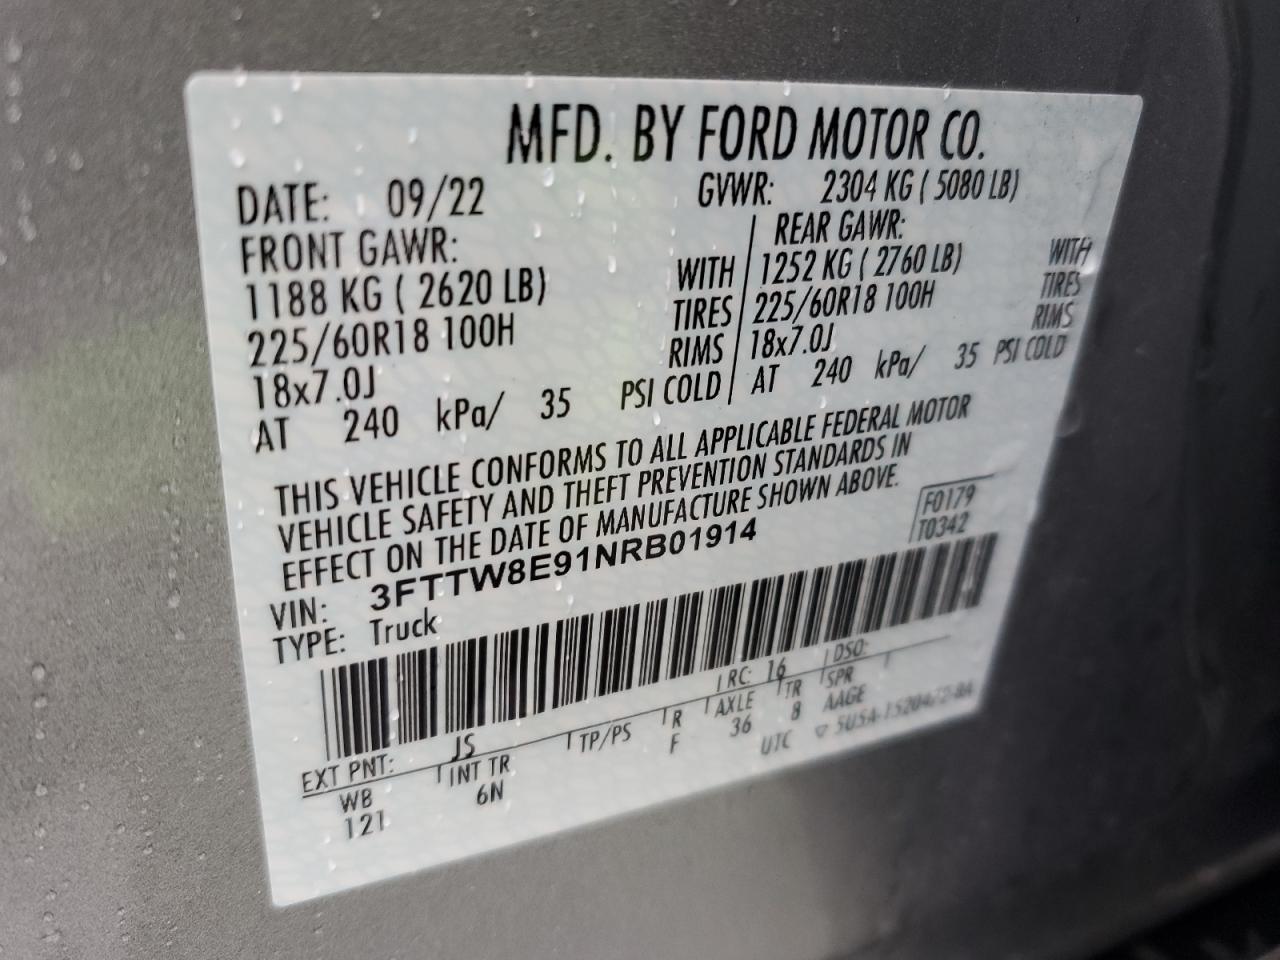 MFD. BY FORD MOTOR CO.
DATE: 09/22 GVWR: 2304 KG ( 5080 LB)
FRONT GAWR: REAR GAWR:
1188 KG ( 2620 LB) WITH 1252 KG ( 2760 LB) WITH
225/60R18 100H TIRES 225/60R18 100H TIRES
18x7.0J RIMS 18x7.0J RIMS
AT 240 kPa/ 35 PSI COLD AT 240 kPa/ 35 PSI COLD
THIS VEHICLE CONFORMS TO ALL APPLICABLE FEDERAL MOTOR
VEHICLE SAFETY AND THEFT PREVENTION STANDARDS IN
EFFECT ON THE DATE OF MANUFACTURE SHOWN ABOVE.
F0179
T0342
VIN: 3FTTW8E91NRB01914
TYPE: Truck
EXT PNT: JS RC: 16 DSO:
WB INT TR TP/PS R AXLE TR SPR
121 6N F 36 8 AAGE
UTC